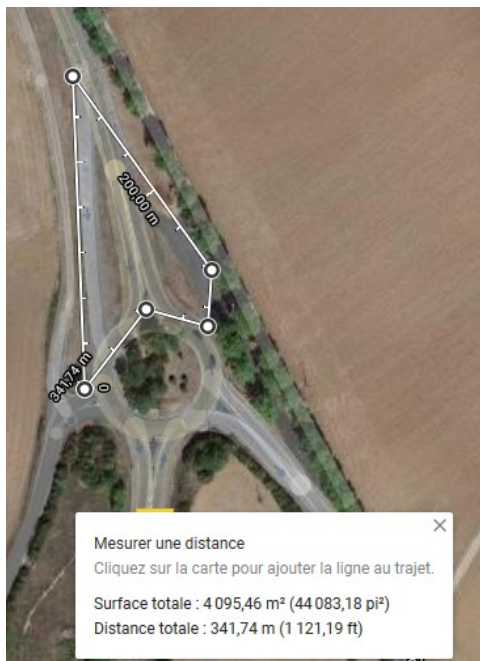 200,00 m
341,74 m
0
Mesurer une distance
Cliquez sur la carte pour ajouter la ligne au trajet.
Surface totale : 4 095,46 m² (44 083,18 pi²)
Distance totale : 341,74 m (1 121,19 ft)